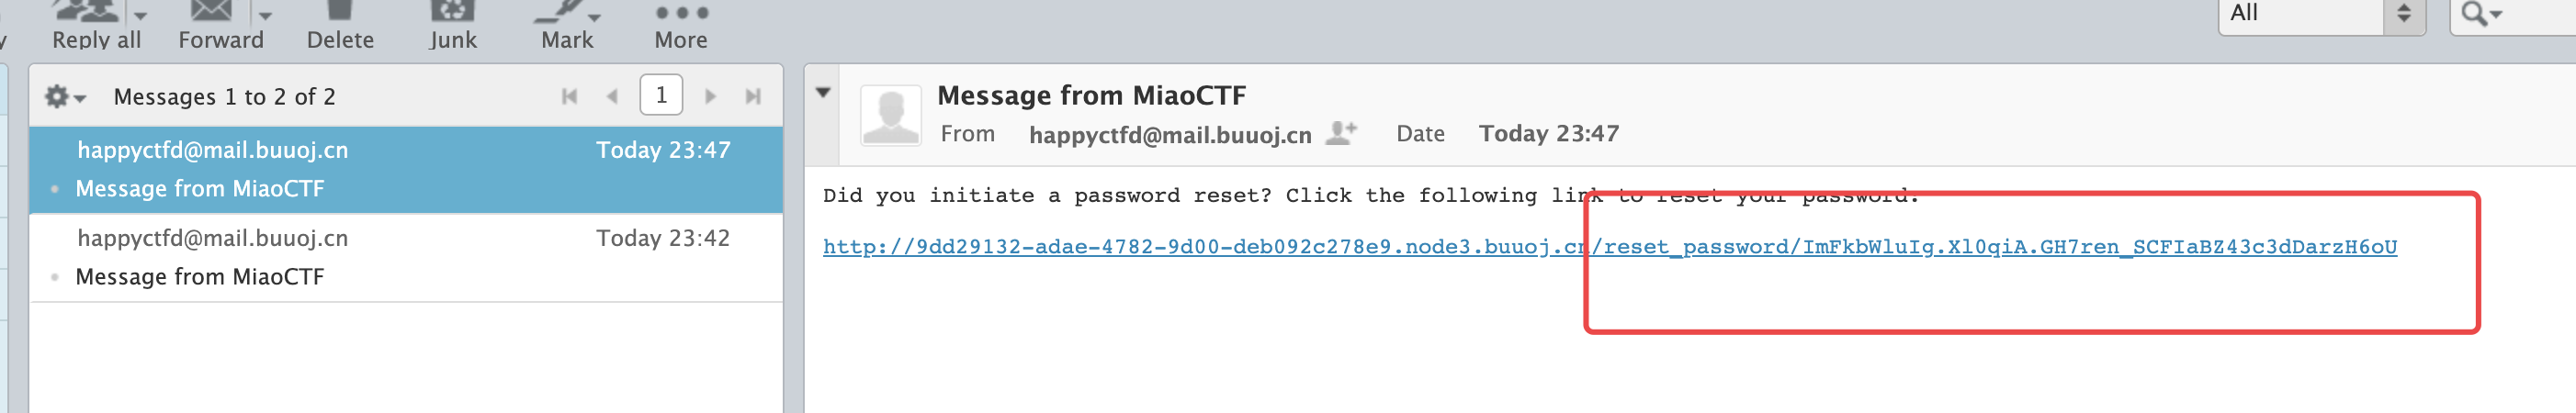 Reply all Forward Delete Junk Mark More
All
Messages 1 to 2 of 2
1
happyctfd@mail.buuoj.cn Today 23:47
Message from MiaoCTF
happyctfd@mail.buuoj.cn Today 23:42
Message from MiaoCTF
Message from MiaoCTF
From happyctfd@mail.buuoj.cn Date Today 23:47
Did you initiate a password reset? Click the following link to reset your password:
http://9dd29132-adae-4782-9d00-deb092c278e9.node3.buuoj.cn/reset_password/ImFkbWluIg.Xl0qiA.GH7ren_SCFIaBZ43c3dDarzH6oU